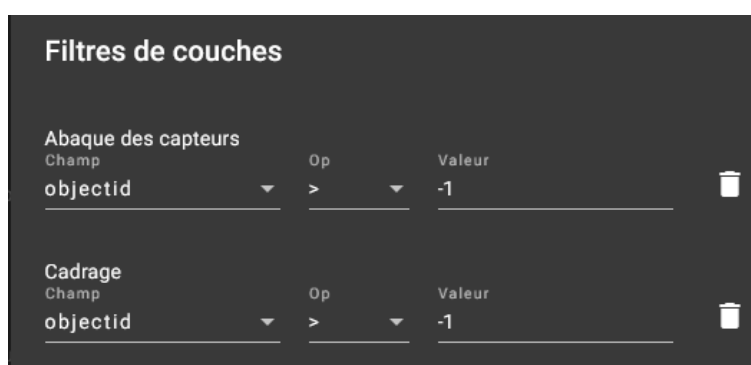 Filtres de couches
Abaque des capteurs
Champ Op Valeur
objectid > -1
Cadrage
Champ Op Valeur
objectid > -1